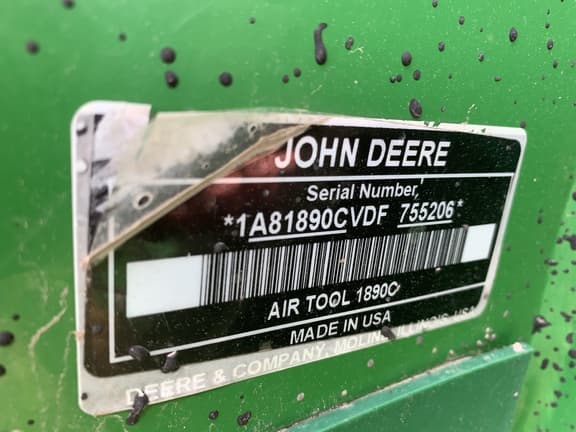 JOHN DEERE
Serial Number
*1A81890CVDF 755206*
AIR TOOL 1890C
MADE IN USA
DEERE & COMPANY, MOLINE, ILLINOIS, USA